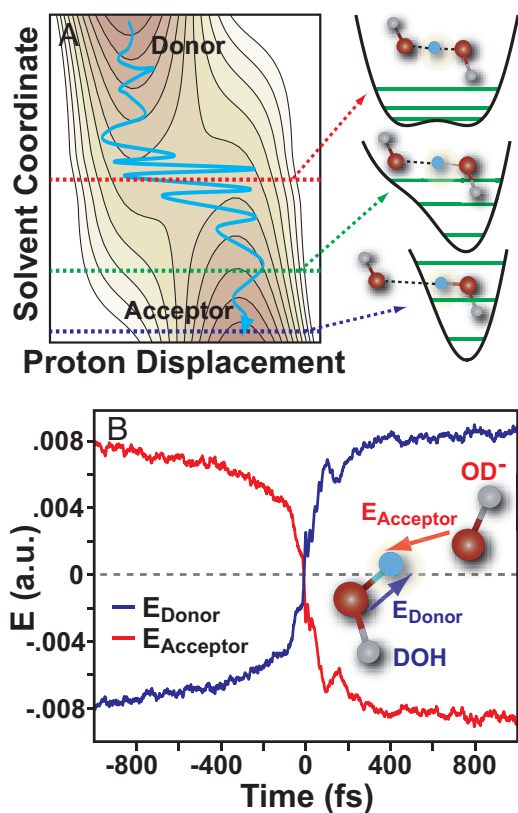 A
Donor
Acceptor
Solvent Coordinate
Proton Displacement
B
.008
.004
0
-.004
-.008
E (a.u.)
OD-
EAcceptor
EDonor
DOH
EDonor
EAcceptor
-800
-400
0
400
800
Time (fs)